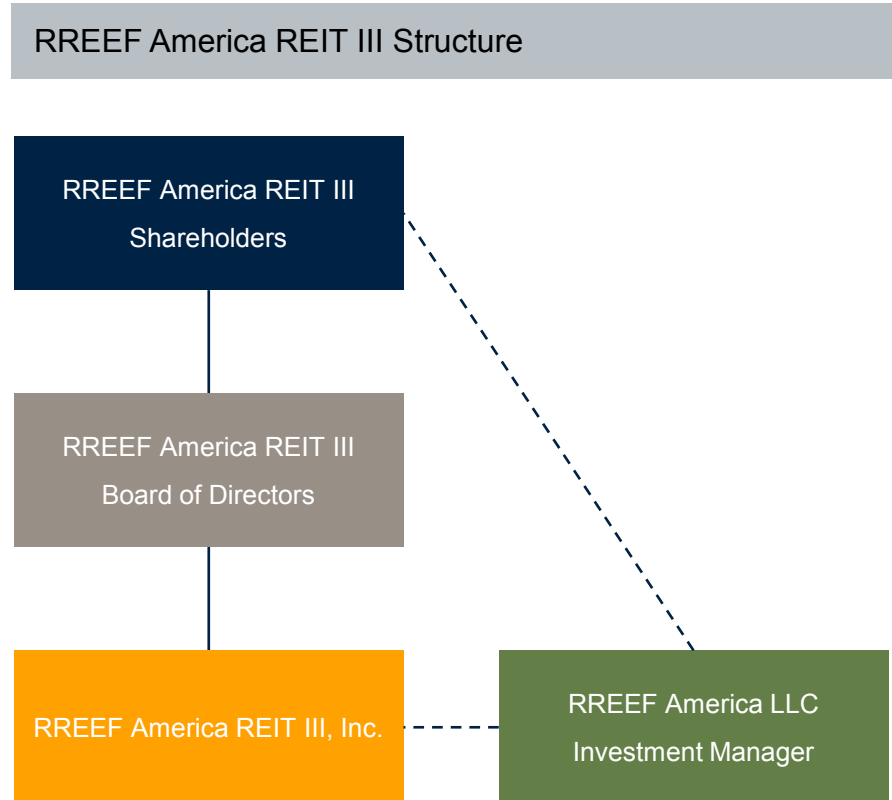 RREEF America REIT III Structure
RREEF America REIT III
Shareholders
RREEF America REIT III
Board of Directors
RREEF America REIT III, Inc.
RREEF America LLC
Investment Manager